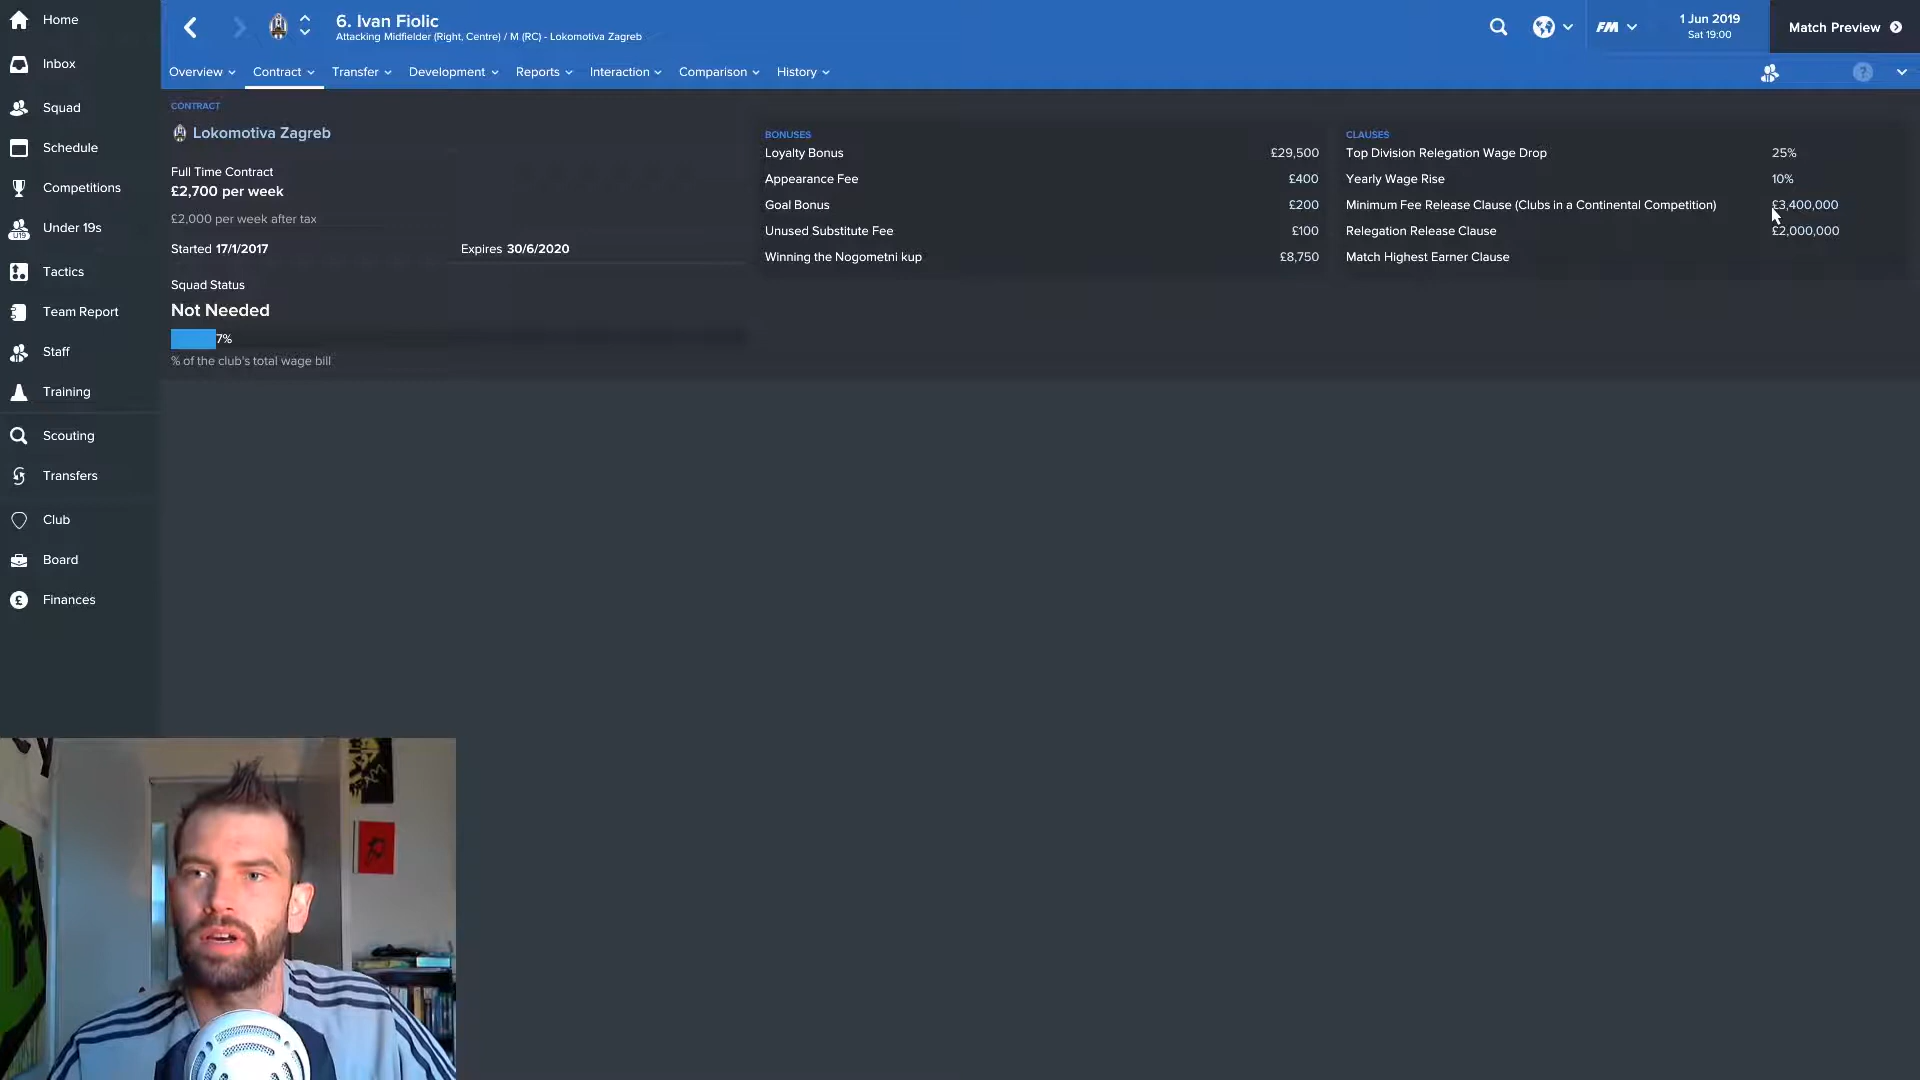 Home
Inbox
Squad
Schedule
Competitions
Under 19s
Tactics
Team Report
Staff
Training
Scouting
Transfers
Club
Board
Finances
6. Ivan Fiolic
Attacking Midfielder (Right, Centre) / M (RC) - Lokomotiva Zagreb
FM
1 Jun 2019
Sat 19:00
Match Preview
Overview Contract Transfer Development Reports Interaction Comparison History
?
CONTRACT
Lokomotiva Zagreb
Full Time Contract
£2,700 per week
£2,000 per week after tax
Started 17/1/2017 Expires 30/6/2020
Squad Status
Not Needed
7%
% of the club's total wage bill
BONUSES
Loyalty Bonus £29,500
Appearance Fee £400
Goal Bonus £200
Unused Substitute Fee £100
Winning the Nogometni kup £8,750
CLAUSES
Top Division Relegation Wage Drop 25%
Yearly Wage Rise 10%
Minimum Fee Release Clause (Clubs in a Continental Competition) £3,400,000
Relegation Release Clause £2,000,000
Match Highest Earner Clause